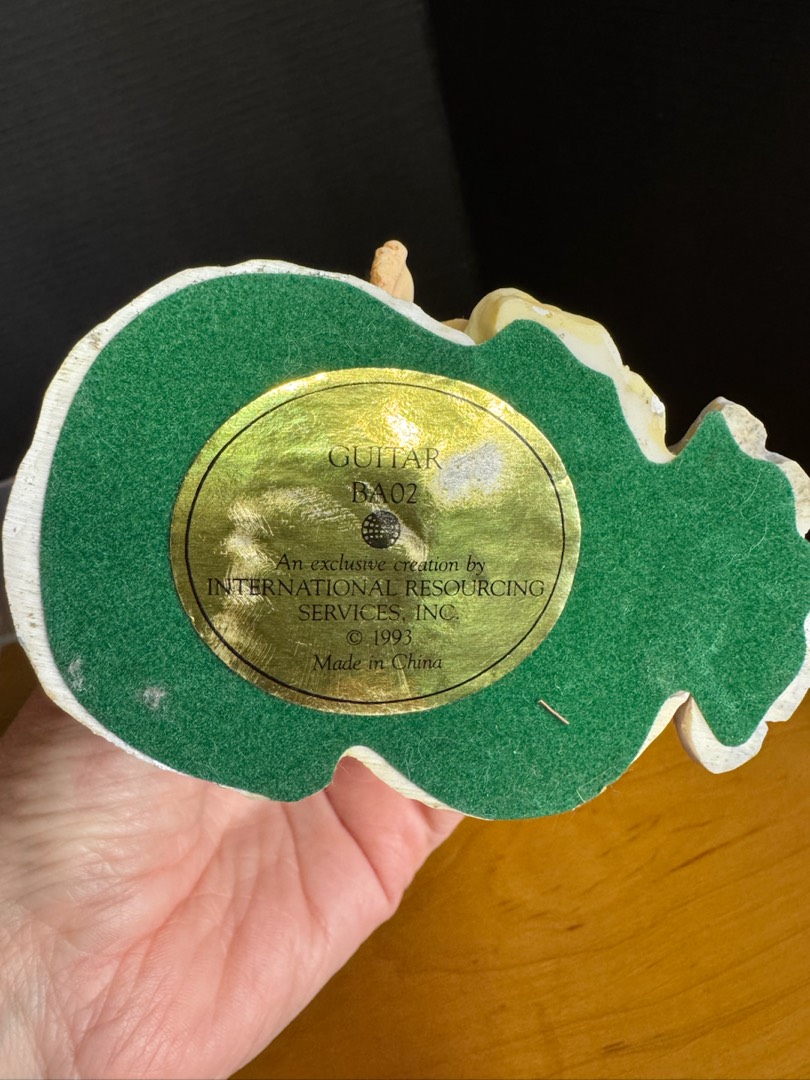 GUITAR
BA02
An exclusive creation by
INTERNATIONAL RESOURCING
SERVICES, INC.
© 1993
Made in China